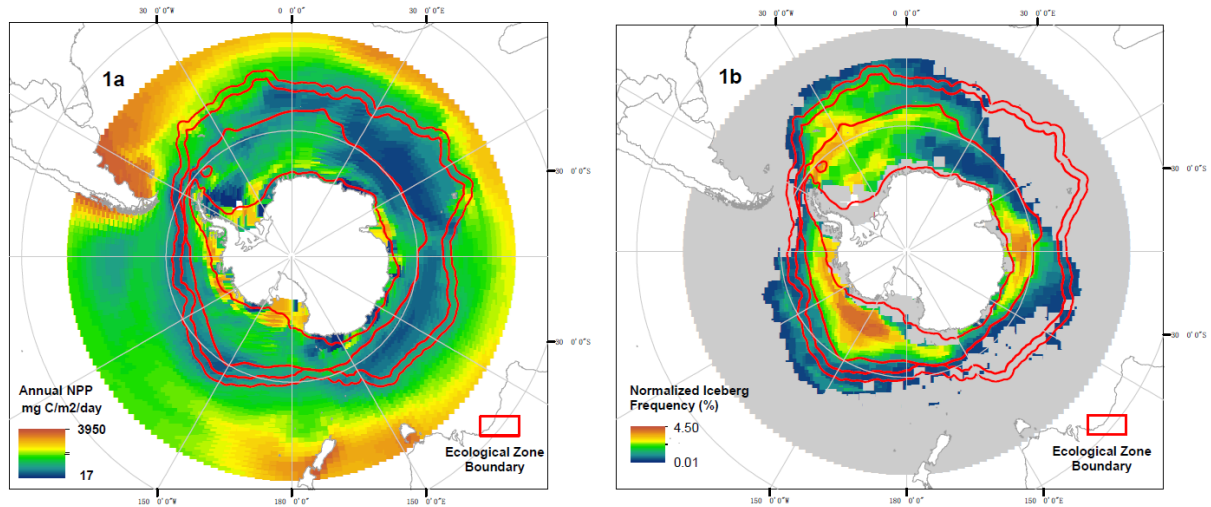 30 0'0"W
0 0'0"
30 0'0"E
1a
30 0'0"S
30 0'0"S
Annual NPP
mg C/m2/day
3950
17
Ecological Zone
Boundary
150 0'0"W
180 0'0"0
150 0'0"E
30 0'0"W
0 0'0"
30 0'0"E
1b
30 0'0"S
30 0'0"S
Normalized Iceberg
Frequency (%)
4.50
0.01
Ecological Zone
Boundary
150 0'0"W
180 0'0"0
150 0'0"E